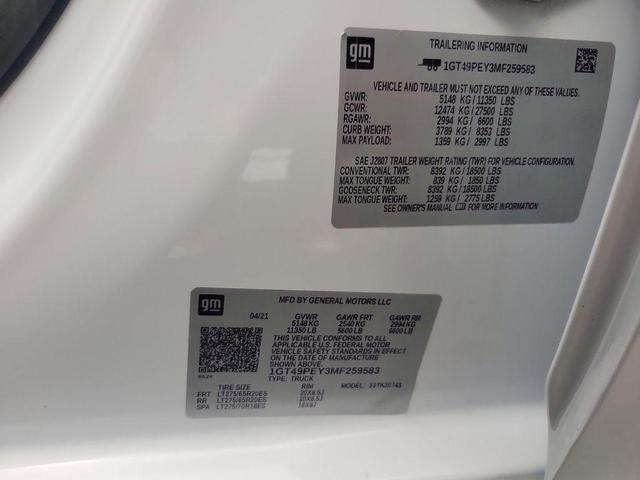 gm
TRAILERING INFORMATION
1GT49PEY3MF259583
VEHICLE AND TRAILER MUST NOT EXCEED ANY OF THESE VALUES.
GVWR: 5148 KG / 11350 LBS
GCWR: 12474 KG / 27500 LBS
RGAWR: 2994 KG / 6600 LBS
CURB WEIGHT: 3789 KG / 8353 LBS
MAX PAYLOAD: 1359 KG / 2997 LBS
SAE J2807 TRAILER WEIGHT RATING (TWR) FOR VEHICLE CONFIGURATION.
CONVENTIONAL TWR: 8392 KG / 18500 LBS
MAX TONGUE WEIGHT: 839 KG / 1850 LBS
GOOSENECK TWR: 8392 KG / 18500 LBS
MAX TONGUE WEIGHT: 1259 KG / 2775 LBS
SEE OWNER'S MANUAL FOR MORE INFORMATION
gm
MFD BY GENERAL MOTORS LLC
04/21 GVWR GAWR FRT GAWR RR
5148 KG 2540 KG 2994 KG
11350 LB 5600 LB 6600 LB
THIS VEHICLE CONFORMS TO ALL
APPLICABLE U.S. FEDERAL MOTOR
VEHICLE SAFETY STANDARDS IN EFFECT
ON THE DATE OF MANUFACTURE
SHOWN ABOVE.
1GT49PEY3MF259583
TYPE: TRUCK
TIRE SIZE RIM MODEL:
FRT LT275/65R20ES 20X8.5J
RR LT275/65R20ES 20X8.5J
SPA LT275/70R18ES 18X8J